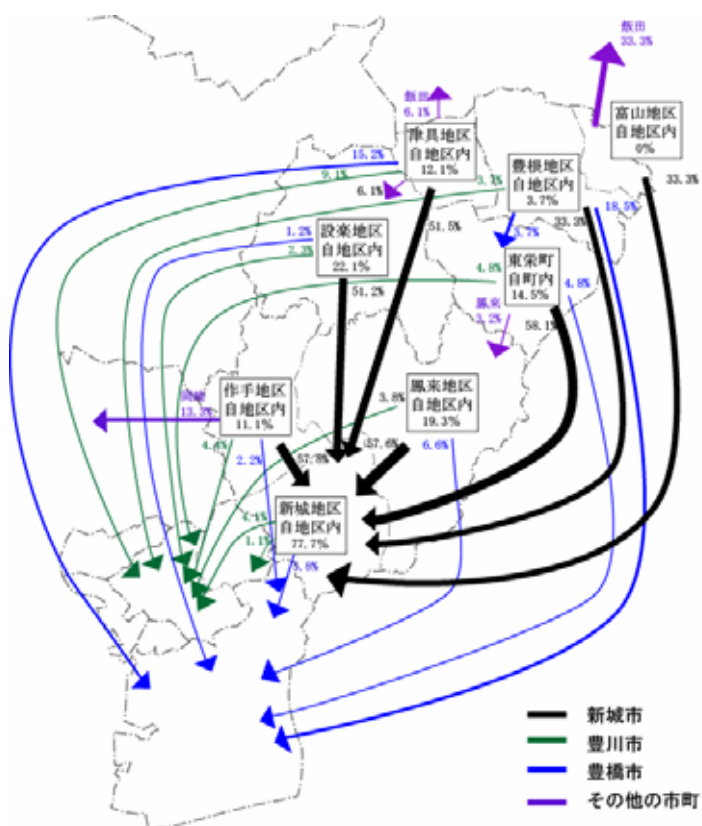 飯田
33.3%
飯田
6.1%
富山地区
自地区内
0%
33.3%
津具地区
自地区内
12.1%
15.2%
9.1%
6.1%
51.5%
豊根地区
自地区内
3.7%
3.7%
33.3%
18.5%
3.7%
設楽地区
自地区内
22.1%
1.2%
2.3%
51.2%
東栄町
自町内
14.5%
4.8%
4.8%
鳳来
3.2%
58.1%
作手地区
自地区内
11.1%
13.3%
4.4%
2.2%
57.8%
鳳来地区
自地区内
19.3%
3.8%
57.6%
6.6%
新城地区
自地区内
77.7%
1.1%
新城市
豊川市
豊橋市
その他の市町